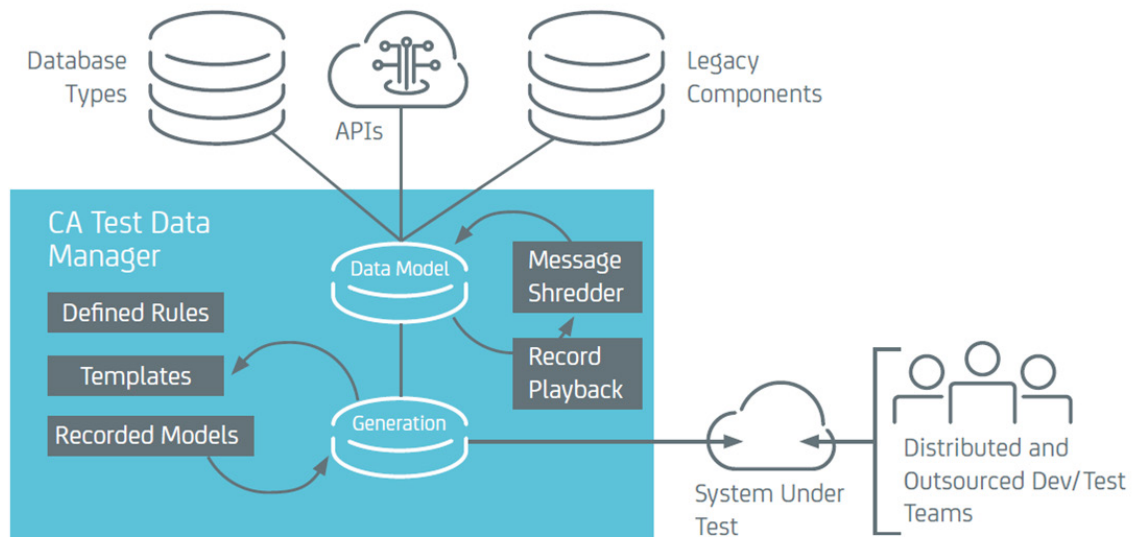 Database
Types
APIs
Legacy
Components
CA Test Data
Manager
Data Model
Message
Shredder
Defined Rules
Templates
Record
Playback
Recorded Models
Generation
System Under
Test
Distributed and
Outsourced Dev/Test
Teams